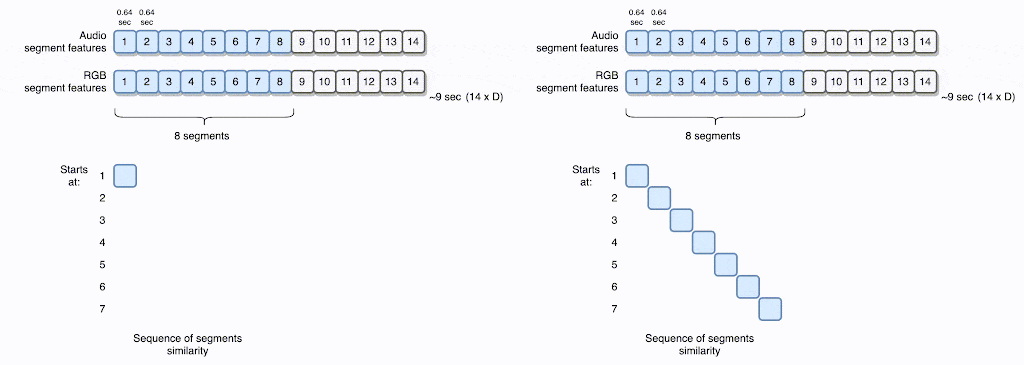 0.64 sec 0.64 sec
Audio segment features 1 2 3 4 5 6 7 8 9 10 11 12 13 14
RGB segment features 1 2 3 4 5 6 7 8 9 10 11 12 13 14
~9 sec (14 x D)
8 segments
Starts at: 1
2
3
4
5
6
7
Sequence of segments
similarity
0.64 sec 0.64 sec
Audio segment features 1 2 3 4 5 6 7 8 9 10 11 12 13 14
RGB segment features 1 2 3 4 5 6 7 8 9 10 11 12 13 14
~9 sec (14 x D)
8 segments
Starts at: 1
2
3
4
5
6
7
Sequence of segments
similarity